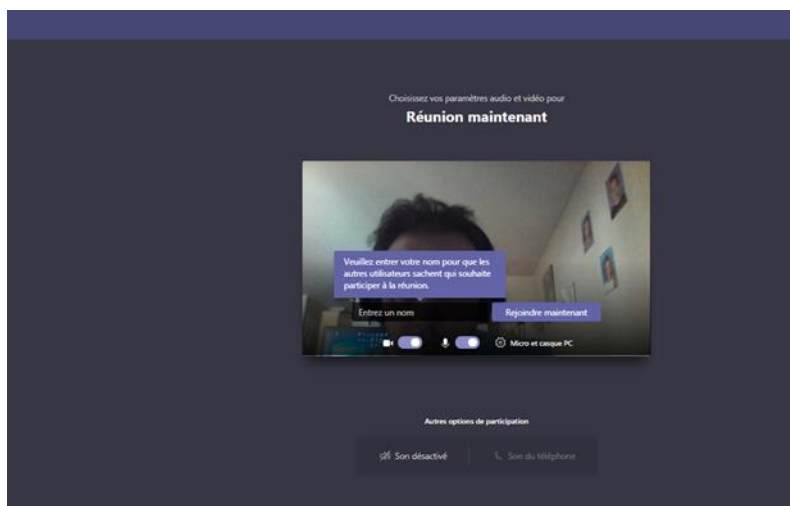 Choisissez vos paramètres audio et vidéo pour
Réunion maintenant
Veuillez entrer votre nom pour que les
autres utilisateurs sachent qui souhaite
participer à la réunion.
Entrez un nom
Rejoindre maintenant
Micro et casque PC
Autres options de participation
Son désactivé
Son du téléphone